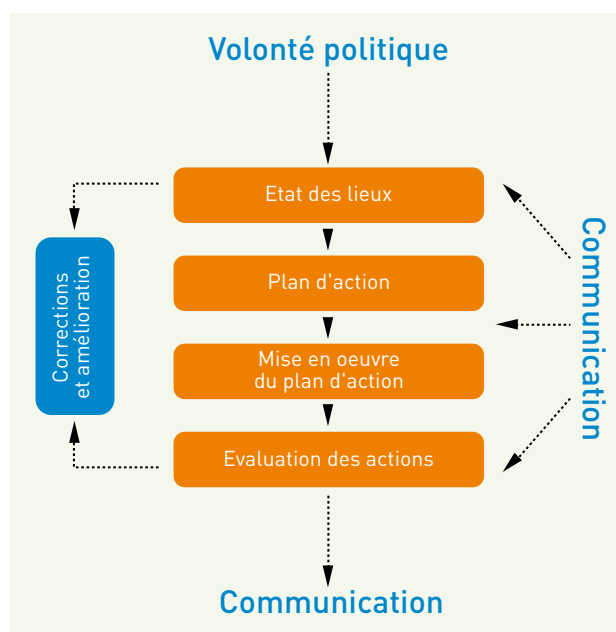 Volonté politique
Etat des lieux
Plan d'action
Mise en oeuvre
du plan d'action
Evaluation des actions
Corrections
et amélioration
Communication
Communication